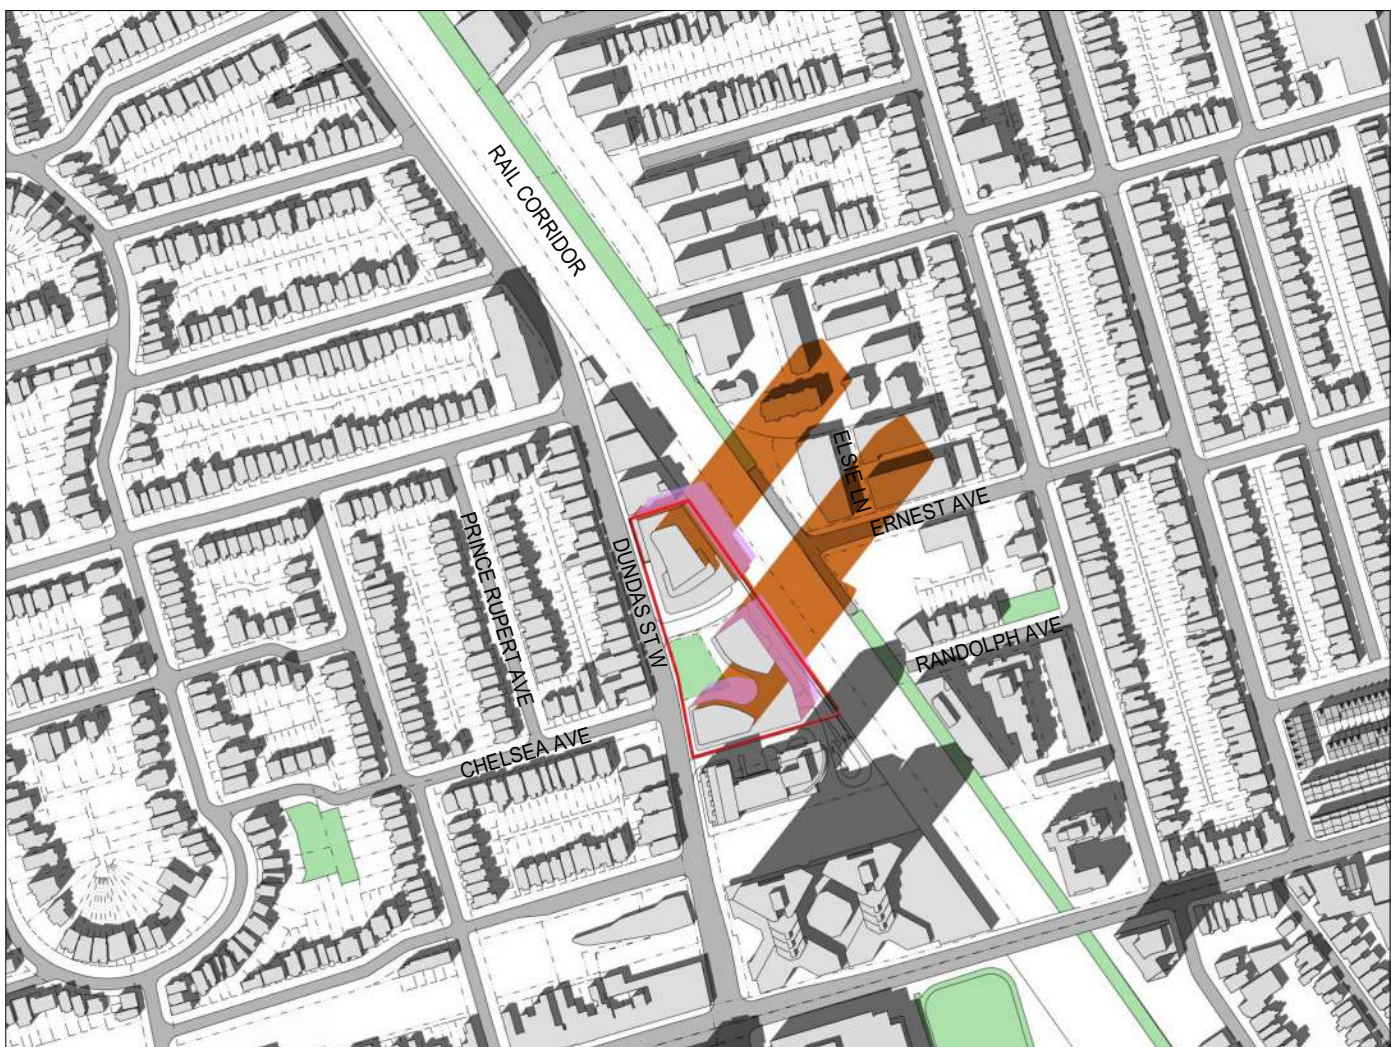 RAIL CORRIDOR
ELSIE LN
ERNEST AVE
PRINCE RUPERT AVE
DUNDAS ST W
RANDOLPH AVE
CHELSEA AVE